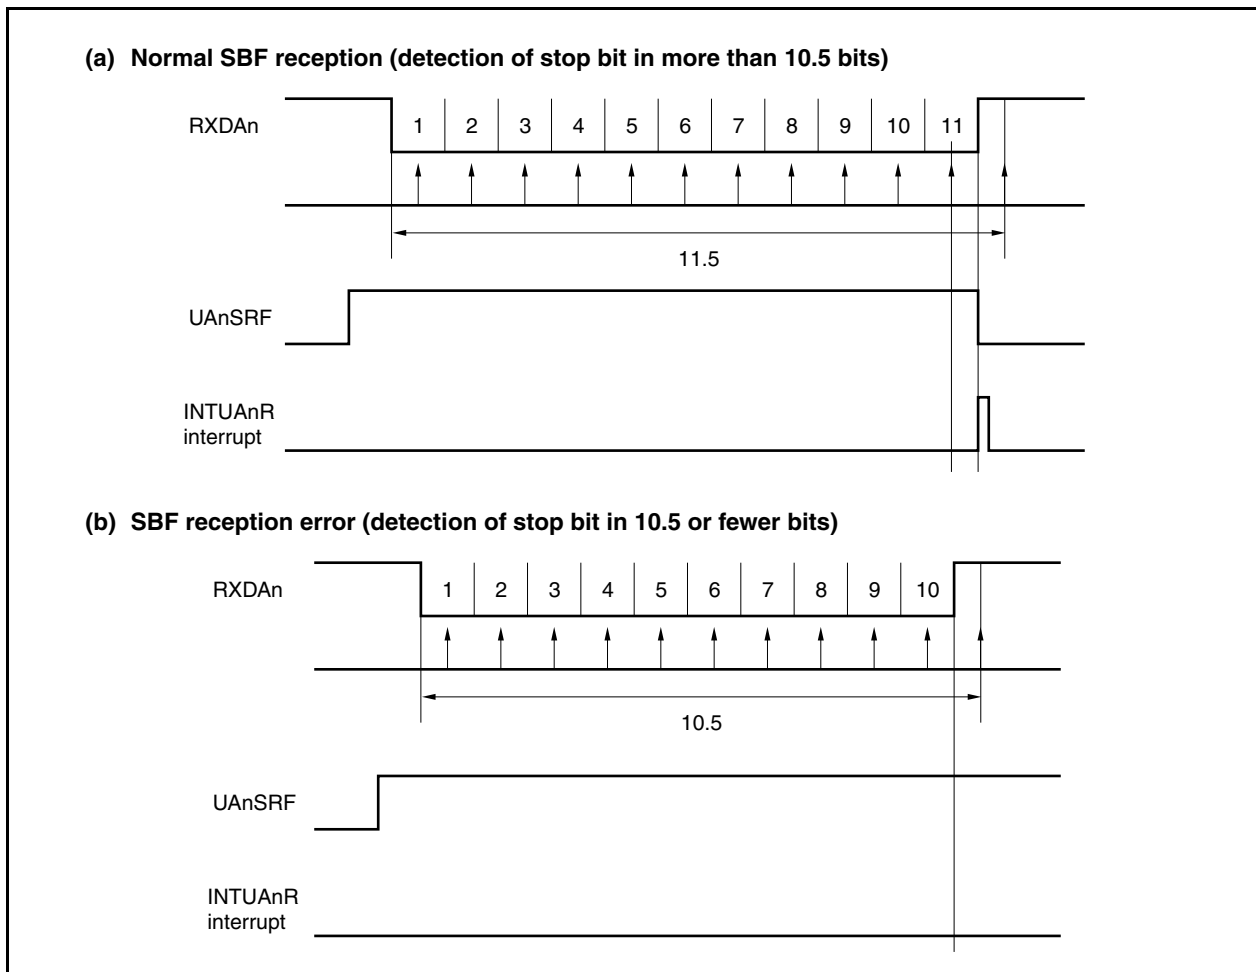 (a) Normal SBF reception (detection of stop bit in more than 10.5 bits)
RXDAn
1 2 3 4 5 6 7 8 9 10 11
11.5
UAnSRF
INTUAnR
interrupt
(b) SBF reception error (detection of stop bit in 10.5 or fewer bits)
RXDAn
1 2 3 4 5 6 7 8 9 10
10.5
UAnSRF
INTUAnR
interrupt